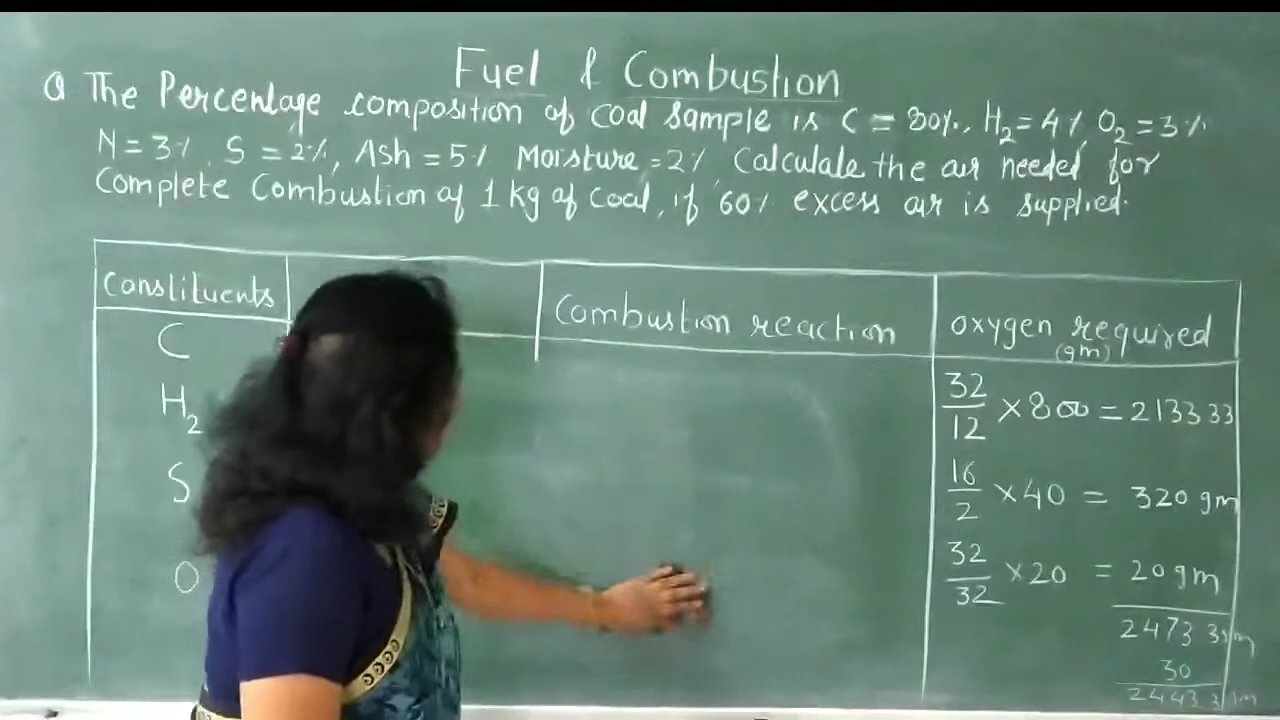 Fuel & Combustion
Q The Percentage composition of coal sample is C = 80%, H2 = 4%, O2 = 3%
N = 3%, S = 2%, Ash = 5% Moisture = 2%, Calculate the air needed for
Complete Combustion of 1 kg of coal, if 60% excess air is supplied.
Constituents
Combustion reaction
oxygen required
(gm)
C
32/12 × 800 = 2133 33
H2
16/2 × 40 = 320 gm
S
32/32 × 20 = 20 gm
O
2473 3 gm
30
2443 3 gm